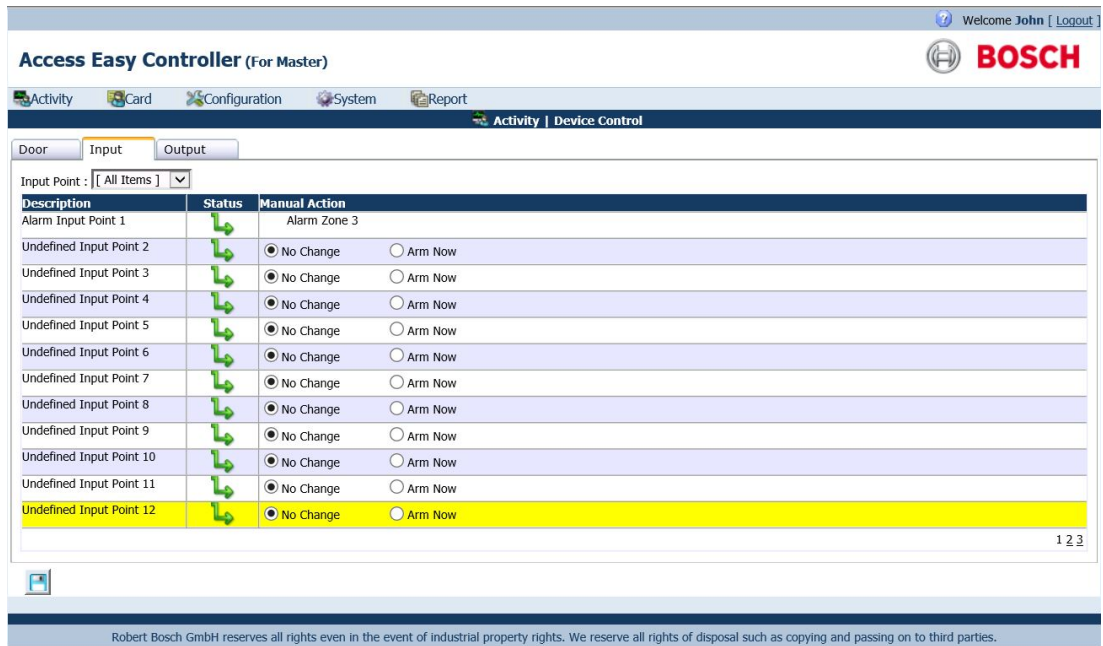 Welcome John [ Logout ]
Access Easy Controller (For Master)
BOSCH
Activity Card Configuration System Report
Activity | Device Control
Door Input Output
Input Point : [ All Items ]
Description Status Manual Action
Alarm Input Point 1 Alarm Zone 3
Undefined Input Point 2 No Change Arm Now
Undefined Input Point 3 No Change Arm Now
Undefined Input Point 4 No Change Arm Now
Undefined Input Point 5 No Change Arm Now
Undefined Input Point 6 No Change Arm Now
Undefined Input Point 7 No Change Arm Now
Undefined Input Point 8 No Change Arm Now
Undefined Input Point 9 No Change Arm Now
Undefined Input Point 10 No Change Arm Now
Undefined Input Point 11 No Change Arm Now
Undefined Input Point 12 No Change Arm Now
1 2 3
Robert Bosch GmbH reserves all rights even in the event of industrial property rights. We reserve all rights of disposal such as copying and passing on to third parties.